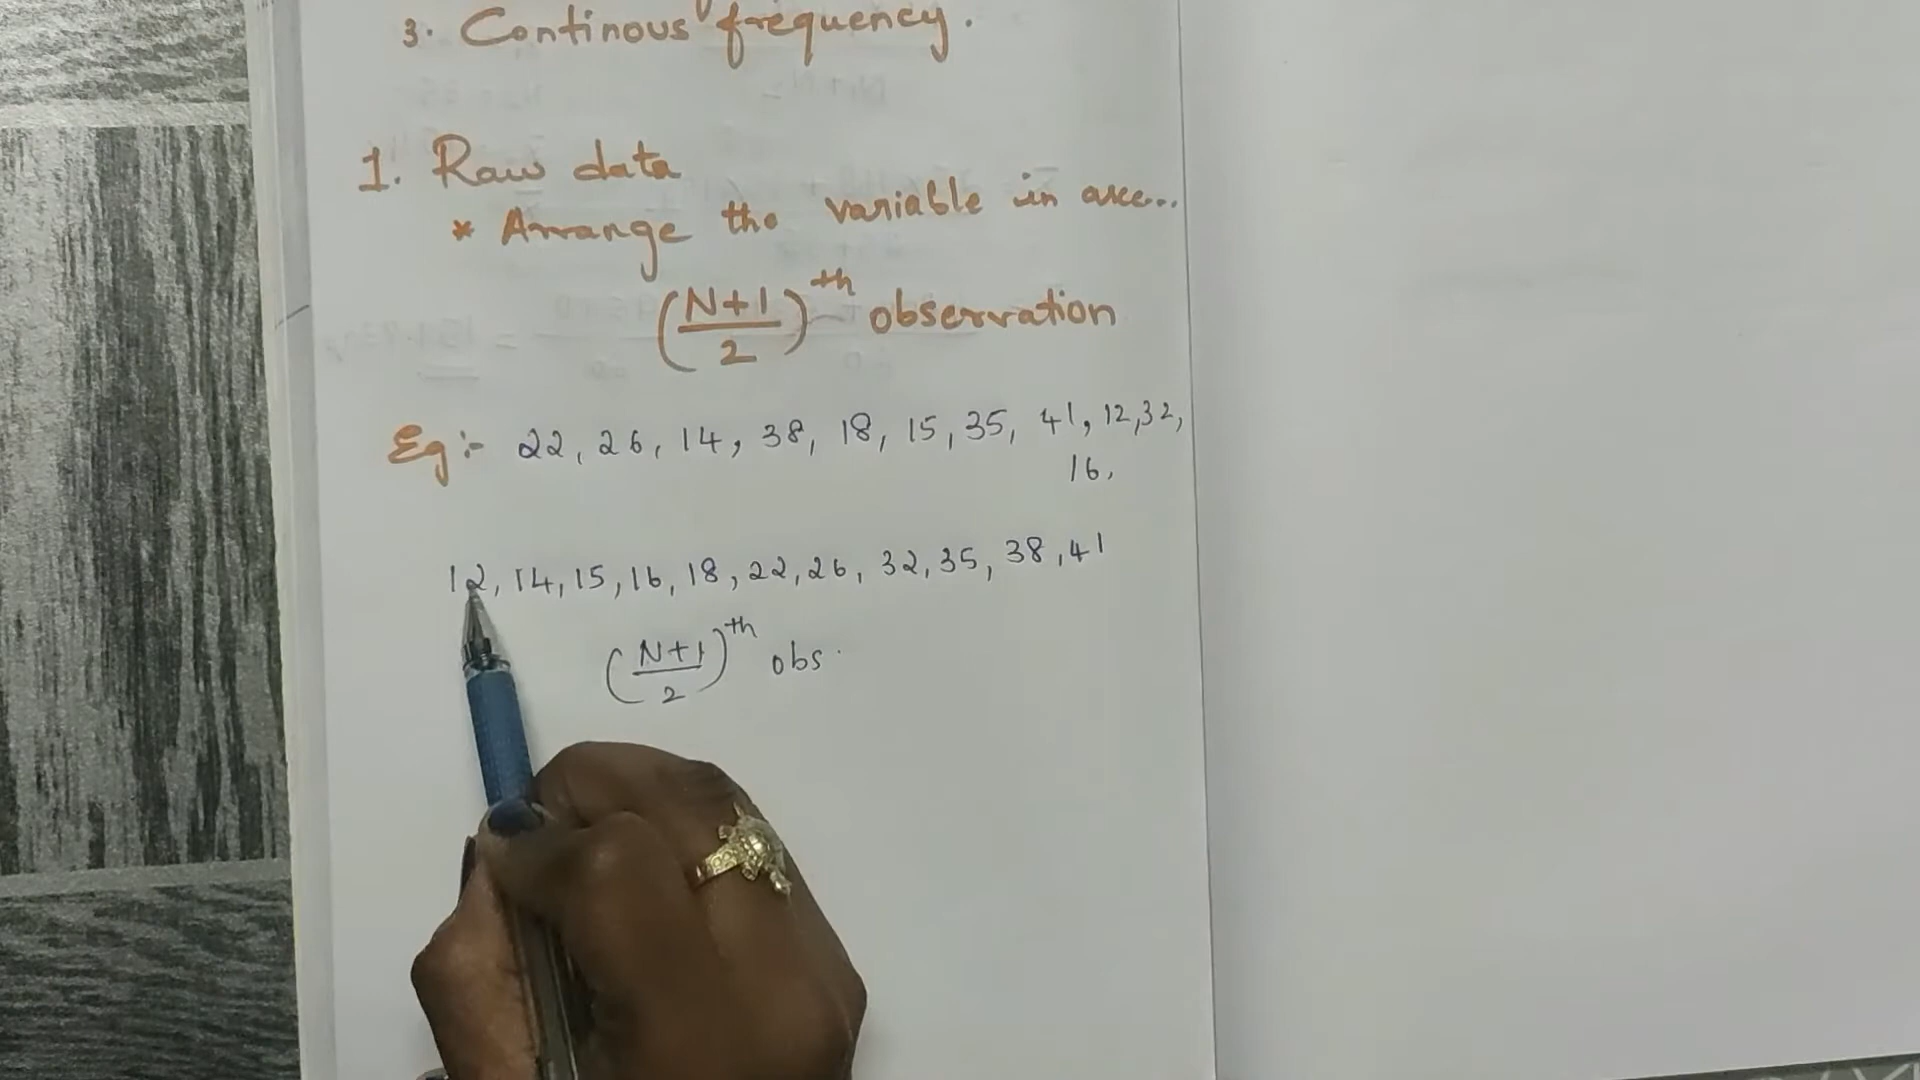 3. Continous frequency.
1. Raw data
* Arrange the variable in asce...
(N+1/2)th observation
Eg:- 22, 26, 14, 38, 18, 15, 35, 41, 12, 32,
16,
12, 14, 15, 16, 18, 22, 26, 32, 35, 38, 41
(N+1/2)th obs.